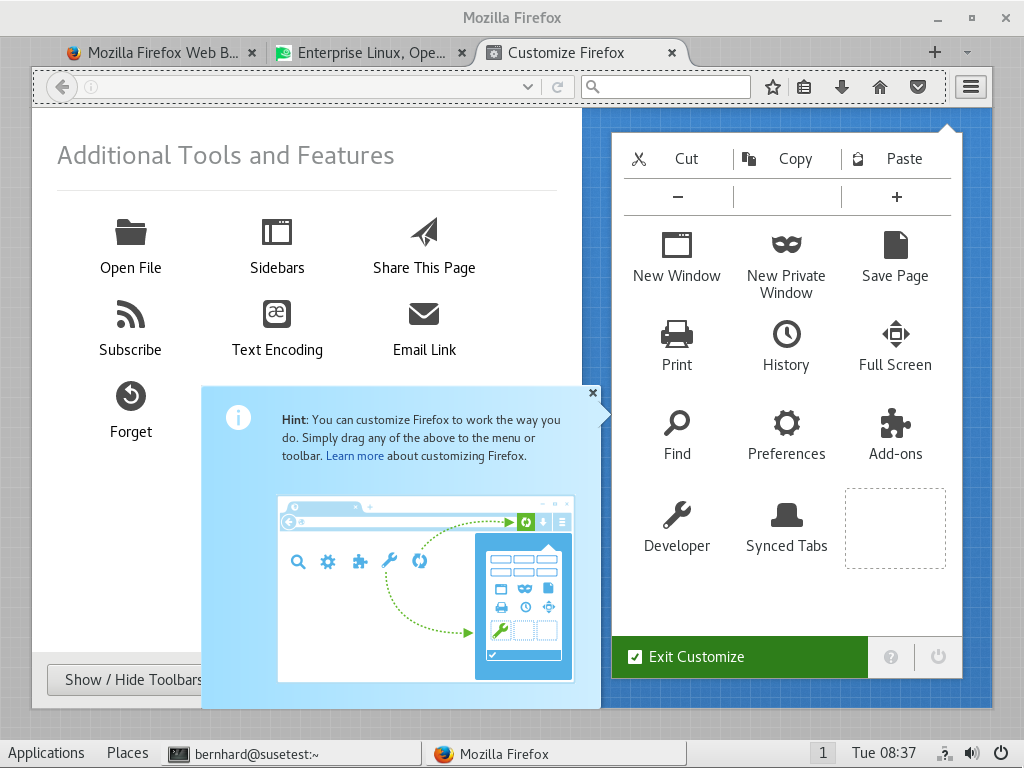 Mozilla Firefox
Mozilla Firefox Web B...
Enterprise Linux, Ope...
Customize Firefox
Additional Tools and Features
Cut
Copy
Paste
Open File
Sidebars
Share This Page
New Window
New Private
Window
Save Page
Subscribe
Text Encoding
Email Link
Print
History
Full Screen
Forget
Hint: You can customize Firefox to work the way you
do. Simply drag any of the above to the menu or
toolbar. Learn more about customizing Firefox.
Find
Preferences
Add-ons
Developer
Synced Tabs
Exit Customize
Show / Hide Toolbars
Applications
Places
bernhard@susetest:~
Mozilla Firefox
1
Tue 08:37